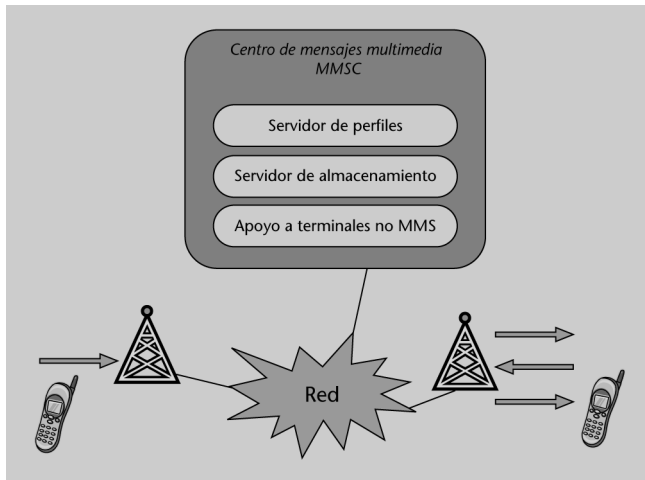 Centro de mensajes multimedia
MMSC
Servidor de perfiles
Servidor de almacenamiento
Apoyo a terminales no MMS
Red